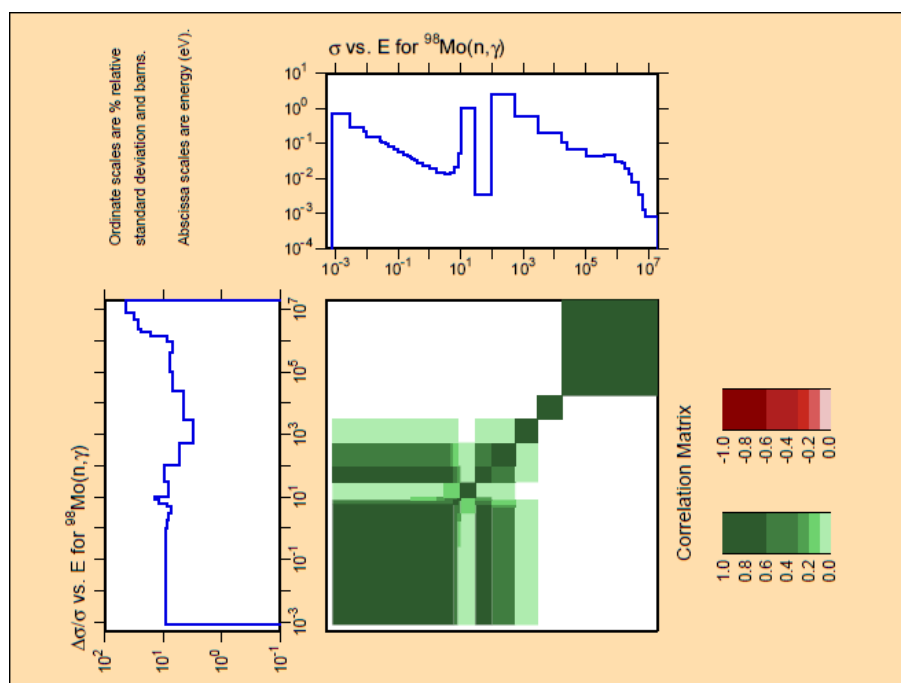 σ vs. E for ⁹⁸Mo(n,γ)
Ordinate scales are % relative
standard deviation and barns.
Abscissa scales are energy (eV).
10¹
10⁰
10⁻¹
10⁻²
10⁻³
10⁻⁴
10⁻³ 10⁻¹ 10¹ 10³ 10⁵ 10⁷
Δσ/σ vs. E for ⁹⁸Mo(n,γ)
10² 10¹ 10⁰ 10⁻¹
10⁷
10⁵
10³
10¹
10⁻¹
10⁻³
Correlation Matrix
-1.0 -0.8 -0.6 -0.4 -0.2 0.0
1.0 0.8 0.6 0.4 0.2 0.0